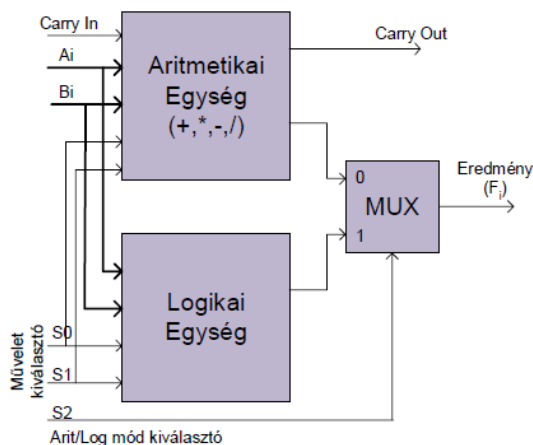 Carry In
Ai
Bi
Aritmetikai
Egység
(+,*,-,/)
Carry Out
0
MUX
1
Eredmény
(Fi)
Logikai
Egység
Művelet
kiválasztó
S0
S1
S2
Arit/Log mód kiválasztó